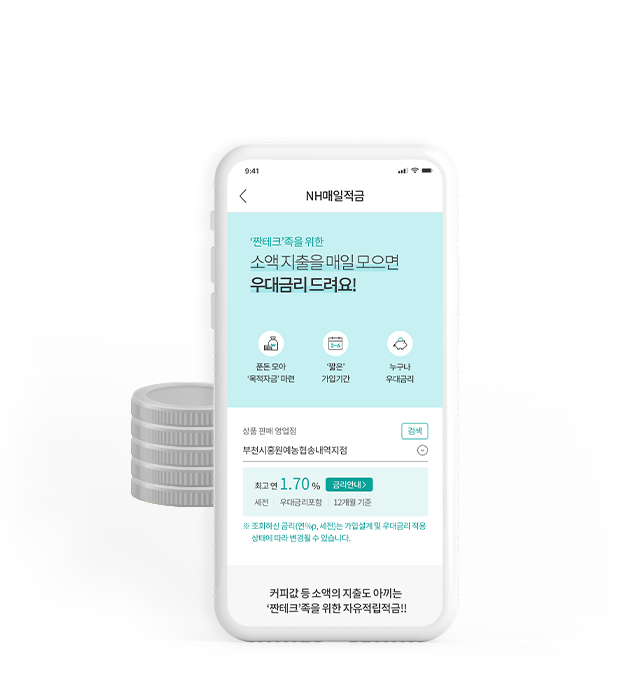 9:41
NH매일적금
‘짠테크’족을 위한
소액 지출을 매일 모으면
우대금리 드려요!
3~6
푼돈 모아
‘목적자금’ 마련
‘짧은’
가입기간
누구나
우대금리
상품 판매 영업점
검색
부천시흥원예농협송내역지점
최고 연 1.70 % 금리안내 >
세전 | 우대금리포함 | 12개월 기준
※ 조회하신 금리(연%p, 세전)는 가입설계 및 우대금리 적용
상태에 따라 변경될 수 있습니다.
커피값 등 소액의 지출도 아끼는
‘짠테크’족을 위한 자유적립적금!!